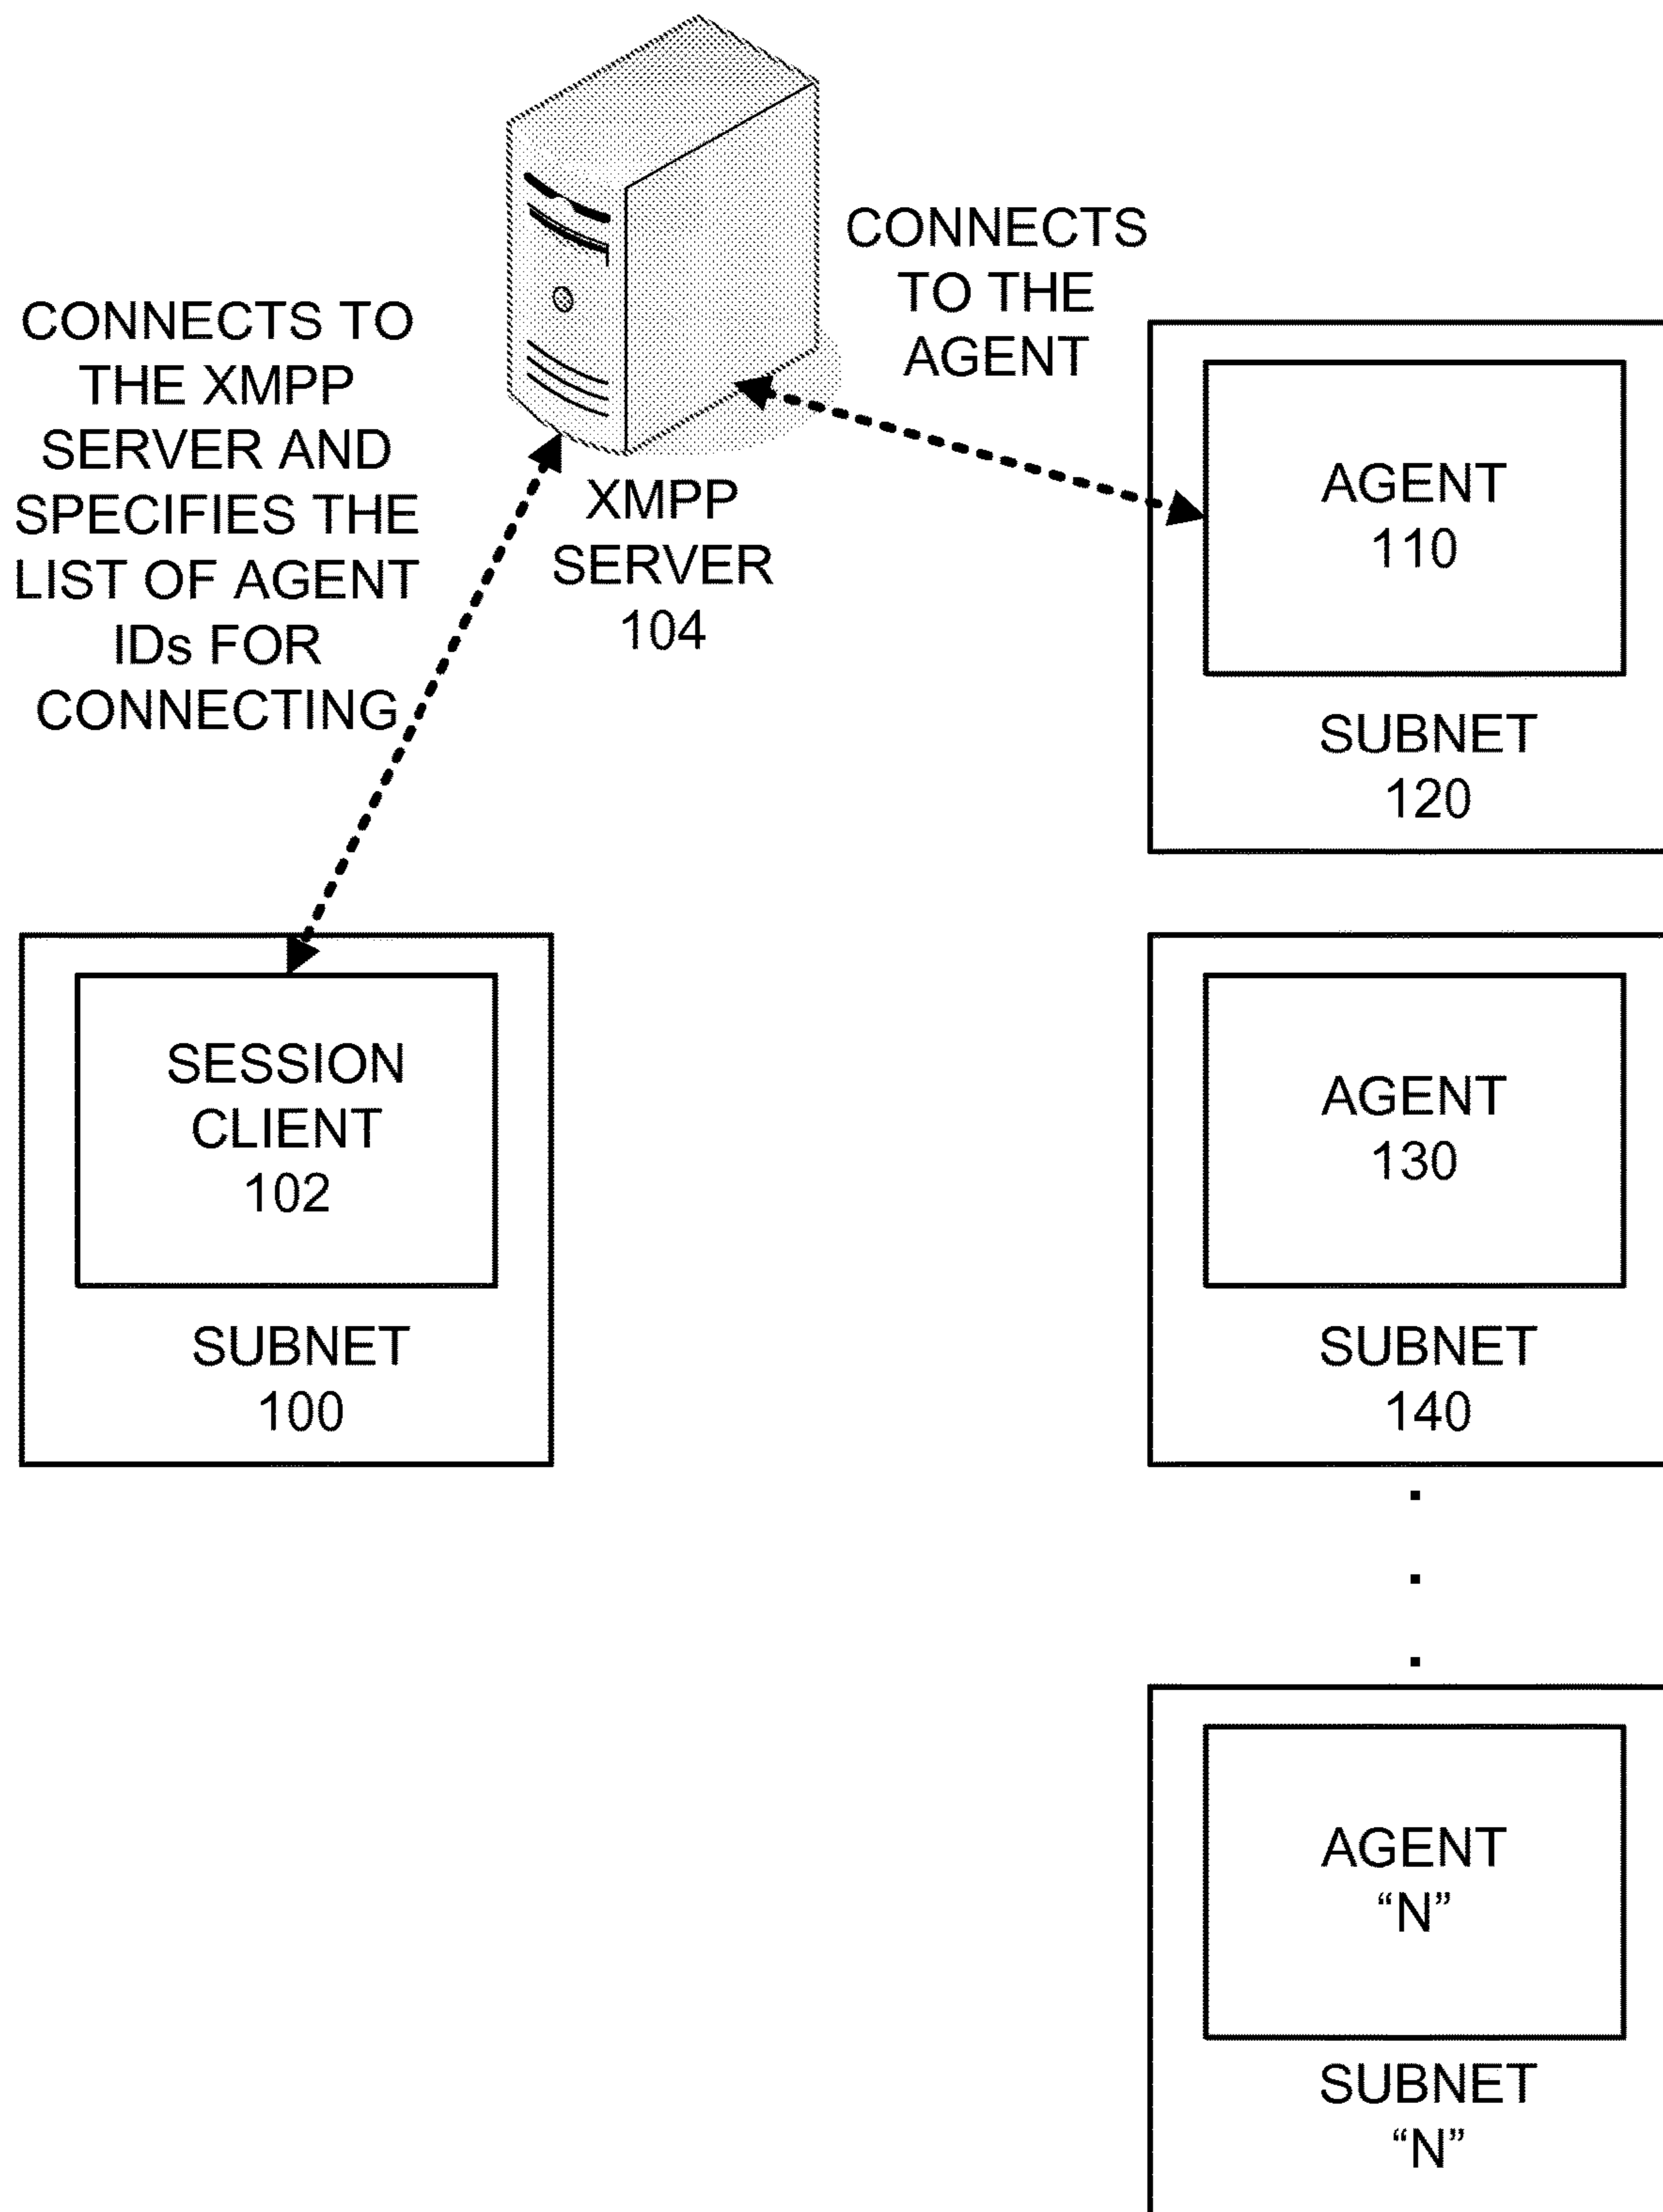 CONNECTS TO
THE XMPP
SERVER AND
SPECIFIES THE
LIST OF AGENT
IDs FOR
CONNECTING
XMPP
SERVER
104
CONNECTS
TO THE
AGENT
AGENT
110
SUBNET
120
SESSION
CLIENT
102
SUBNET
100
AGENT
130
SUBNET
140
.
.
.
AGENT
“N”
SUBNET
“N”